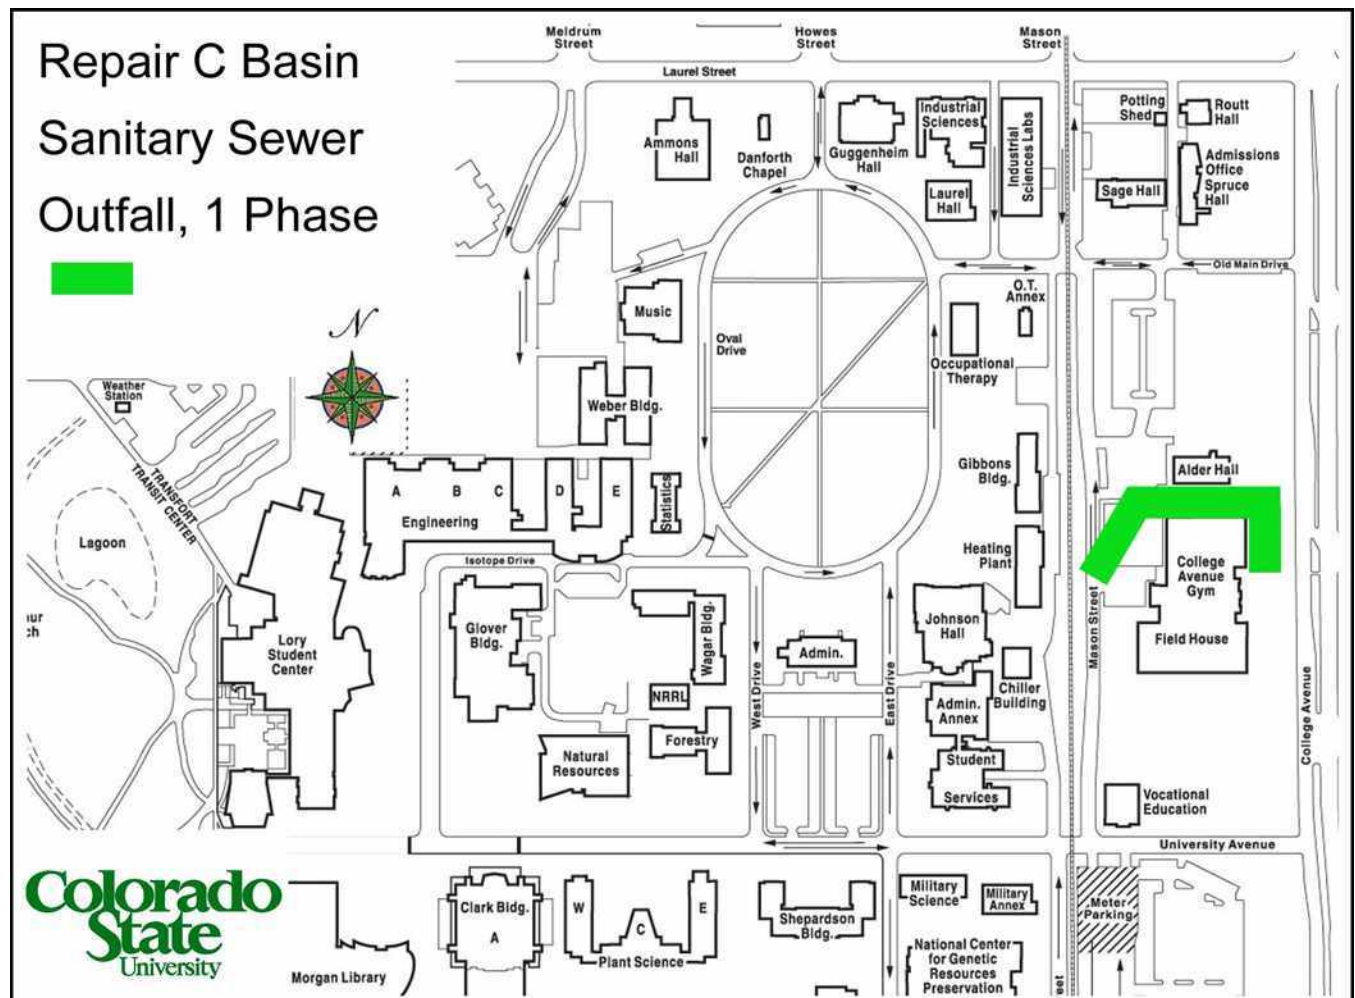 Repair C Basin
Sanitary Sewer
Outfall, 1 Phase
Meldrum
Street
Howes
Street
Mason
Street
Laurel Street
Ammons
Hall
Danforth
Chapel
Guggenheim
Hall
Industrial
Sciences
Industrial
Sciences Labs
Laurel
Hall
Potting
Shed
Routt
Hall
Sage Hall
Admissions
Office
Spruce
Hall
Old Main Drive
N
Music
Oval
Drive
O.T.
Annex
Occupational
Therapy
Weather
Station
Weber Bldg.
TRANSFORT
TRANSIT CENTER
A
B
C
D
E
Engineering
Statistics
Gibbons
Bldg.
Alder Hall
Lagoon
Isotope Drive
Heating
Plant
College
Avenue
Gym
Field House
Mason Street
Lory
Student
Center
Glover
Bldg.
Wagar Bldg.
Johnson
Hall
Admin.
NRRL
West Drive
East Drive
Chiller
Building
Admin.
Annex
College Avenue
Forestry
Natural
Resources
Student
Services
Vocational
Education
University Avenue
Colorado
State
University
Clark Bldg.
A
W
C
E
Plant Science
Shepardson
Bldg.
Military
Science
Military
Annex
Meter
Parking
Morgan Library
National Center
for Genetic
Resources
Preservation